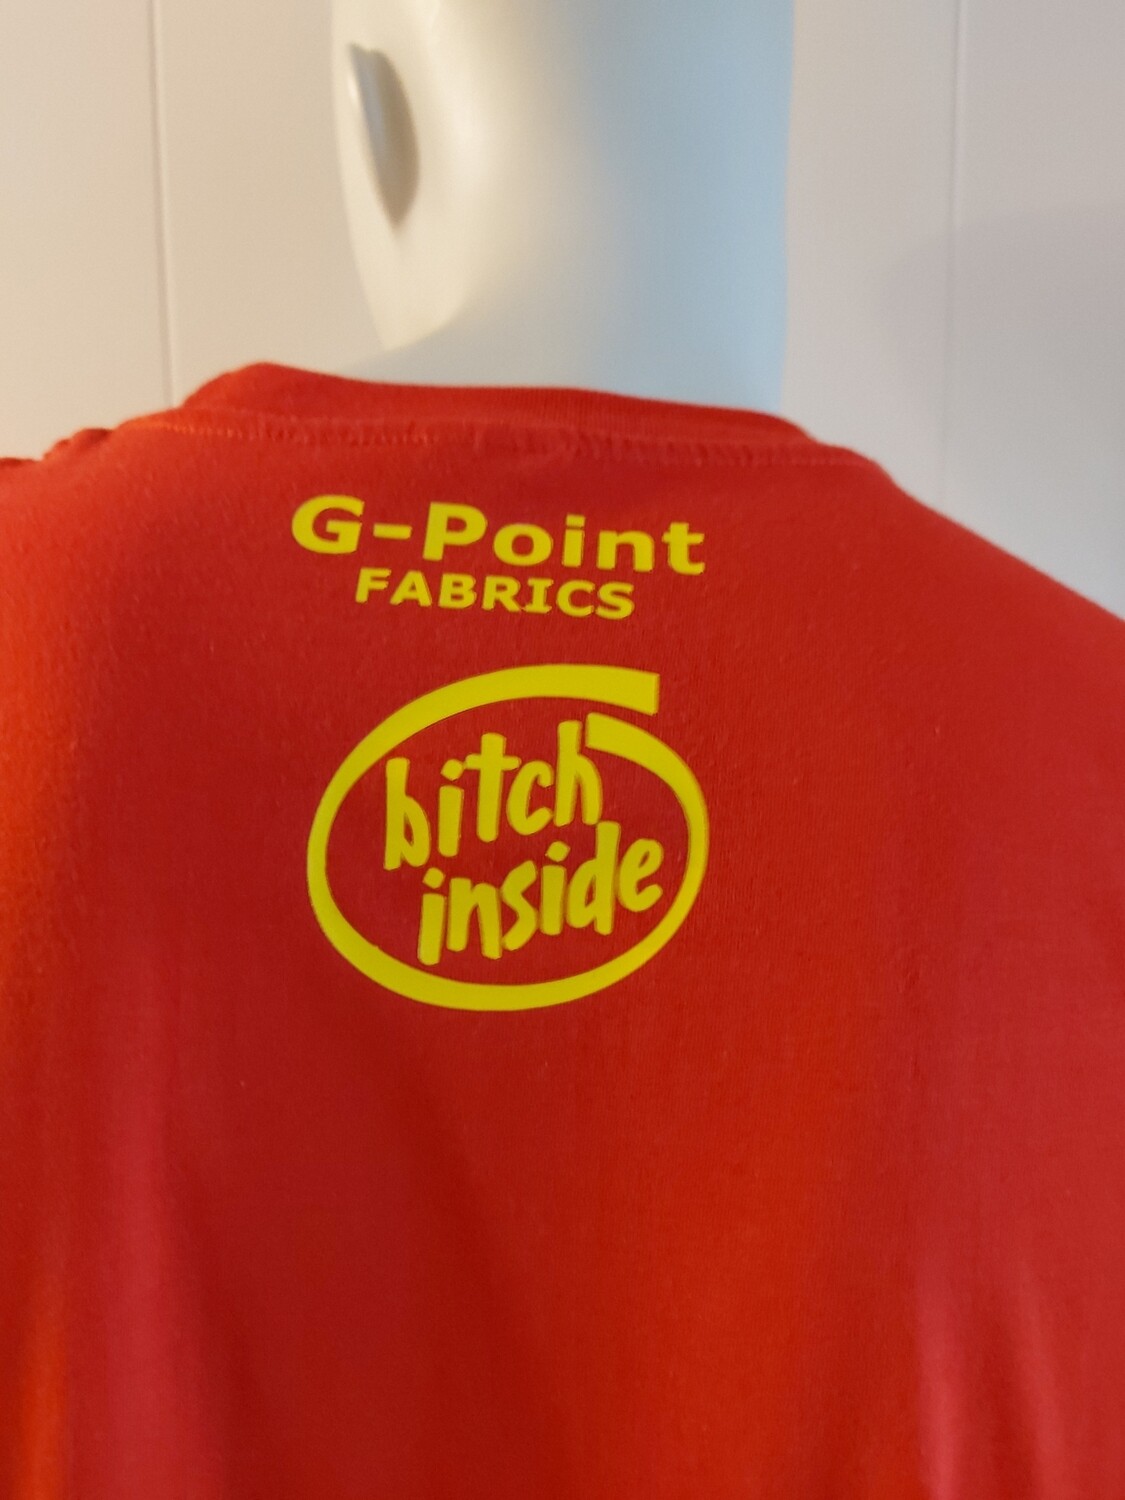 G-Point
FABRICS
bitch
inside